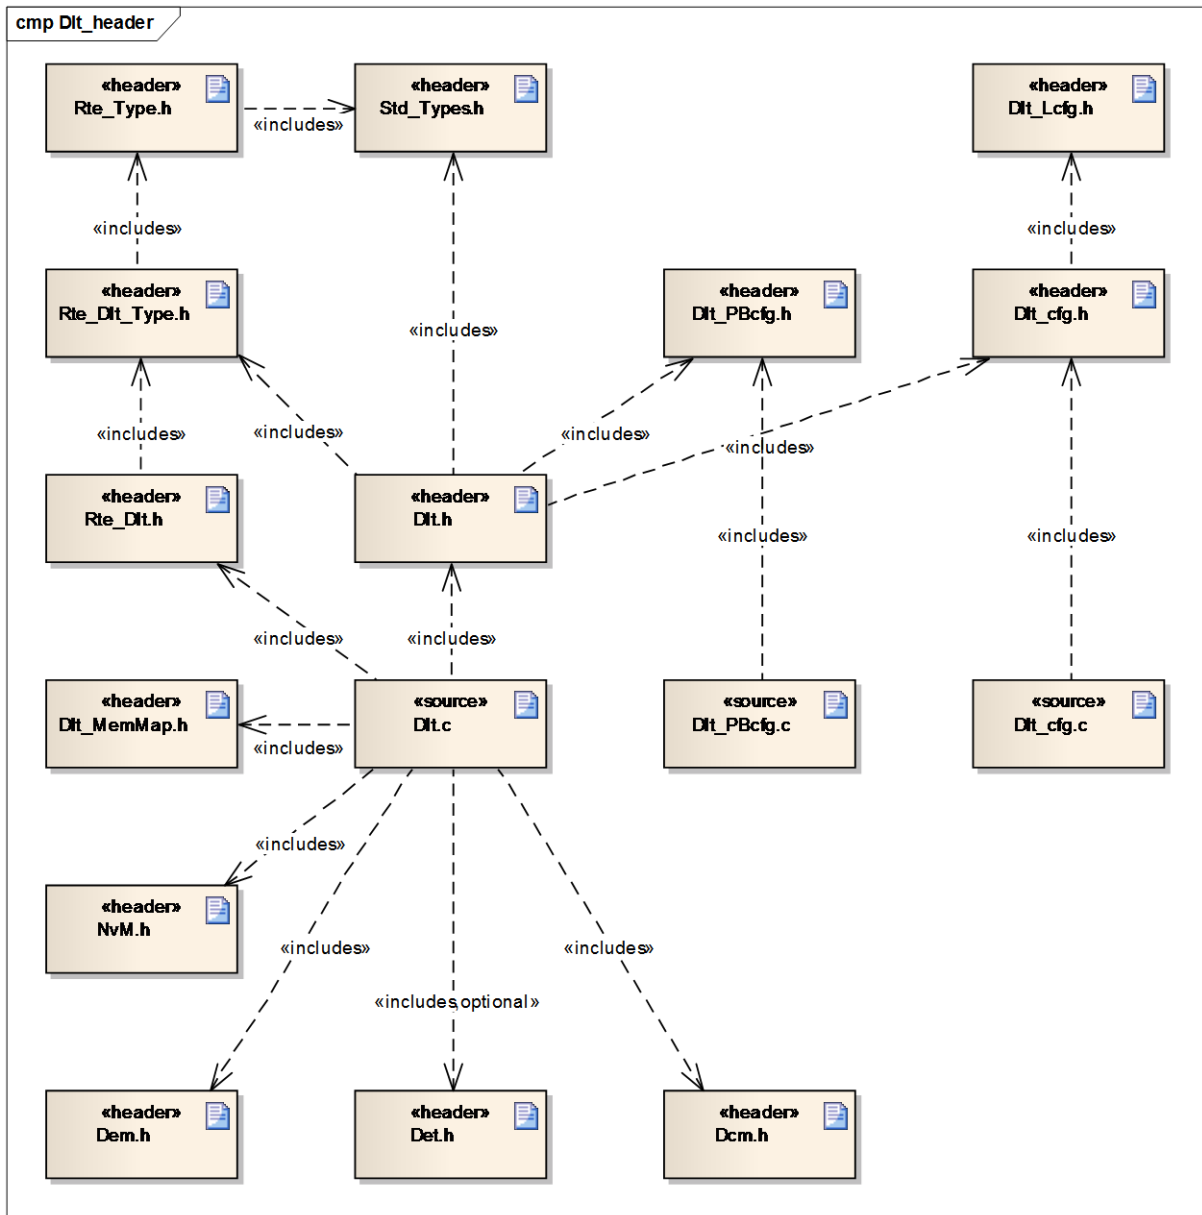 cmp Dlt_header
«header»
Rte_Type.h
«header»
Std_Types.h
«header»
Dlt_Lcfg.h
«includes»
«includes»
«includes»
«header»
Rte_Dlt_Type.h
«header»
Dlt_PBcfg.h
«header»
Dlt_cfg.h
«includes»
«includes»
«includes»
«includes»
«includes»
«header»
Rte_Dlt.h
«header»
Dlt.h
«includes»
«includes»
«includes»
«includes»
«header»
Dlt_MemMap.h
«source»
Dlt.c
«source»
Dlt_PBcfg.c
«source»
Dlt_cfg.c
«includes»
«includes»
«header»
NvM.h
«includes»
«includes»
«includes,optional»
«header»
Dem.h
«header»
Det.h
«header»
Dcm.h